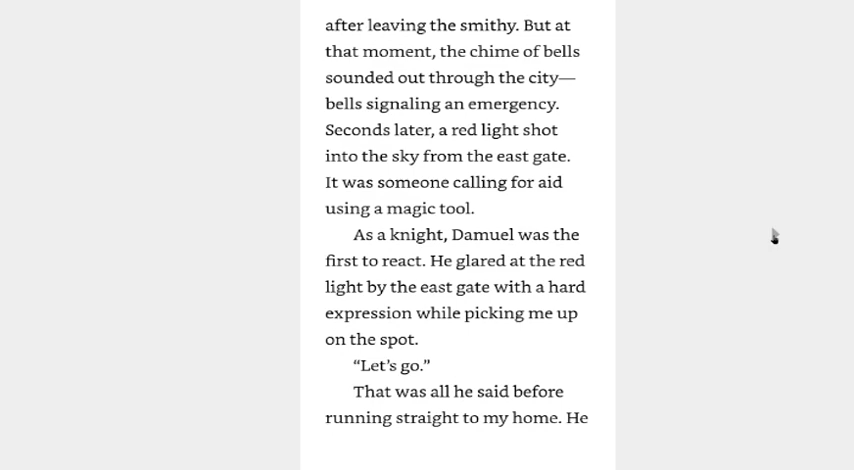 after leaving the smithy. But at
that moment, the chime of bells
sounded out through the city—
bells signaling an emergency.
Seconds later, a red light shot
into the sky from the east gate.
It was someone calling for aid
using a magic tool.
As a knight, Damuel was the
first to react. He glared at the red
light by the east gate with a hard
expression while picking me up
on the spot.
“Let’s go.”
That was all he said before
running straight to my home. He